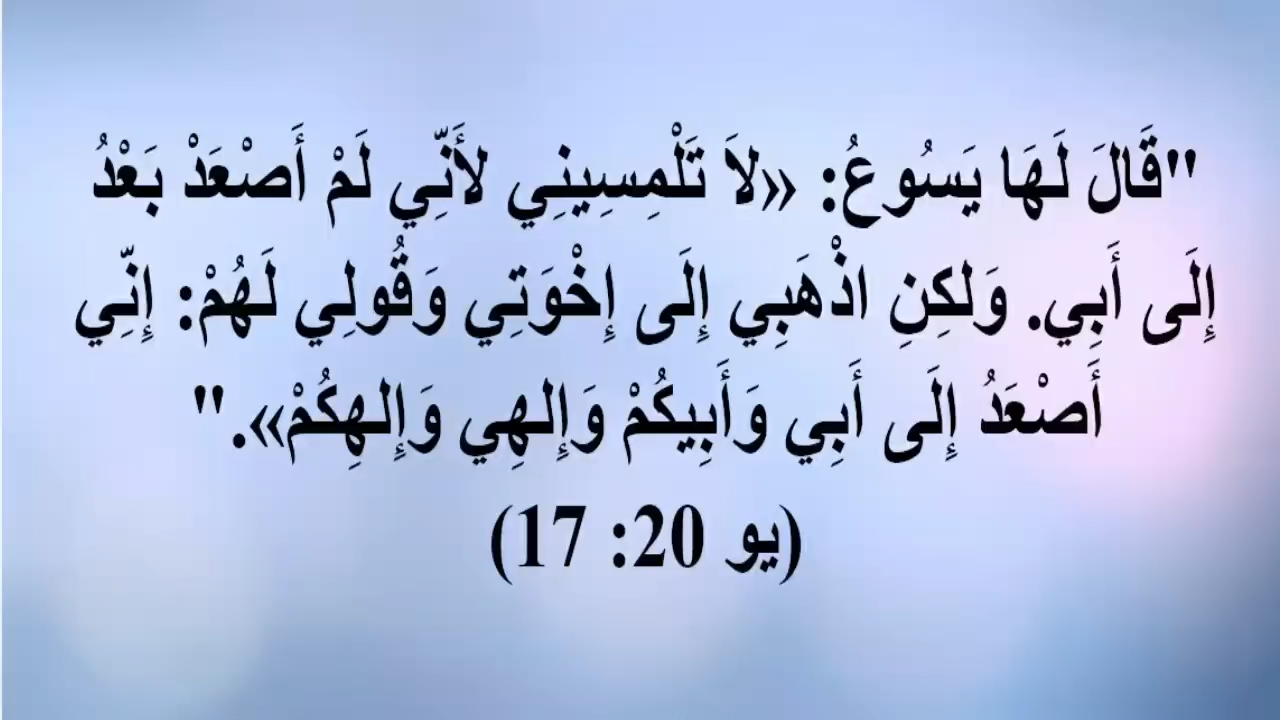 "قَالَ لَهَا يَسُوعُ: «لاَ تَلْمِسِينِي لأَنِّي لَمْ أَصْعَدْ بَعْدُ
إِلَى أَبِي. وَلكِنِ اذْهَبِي إِلَى إِخْوَتِي وَقُولِي لَهُمْ: إِنِّي
أَصْعَدُ إِلَى أَبِي وَأَبِيكُمْ وَإِلهِي وَإِلهِكُمْ»."
(يو 20: 17)